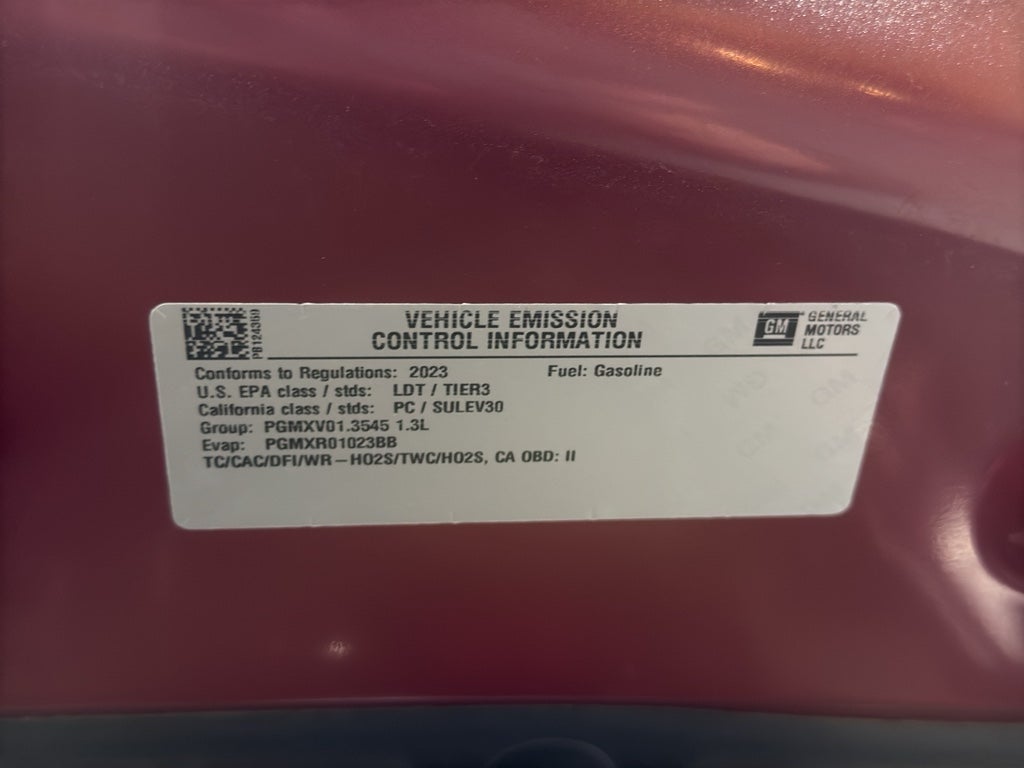 VEHICLE EMISSION
CONTROL INFORMATION
GM
GENERAL
MOTORS
LLC
PB124359
Conforms to Regulations: 2023 Fuel: Gasoline
U.S. EPA class / stds: LDT / TIER3
California class / stds: PC / SULEV30
Group: PGMXV01.3545 1.3L
Evap: PGMXR01023BB
TC/CAC/DFI/WR-HO2S/TWC/HO2S, CA OBD: II